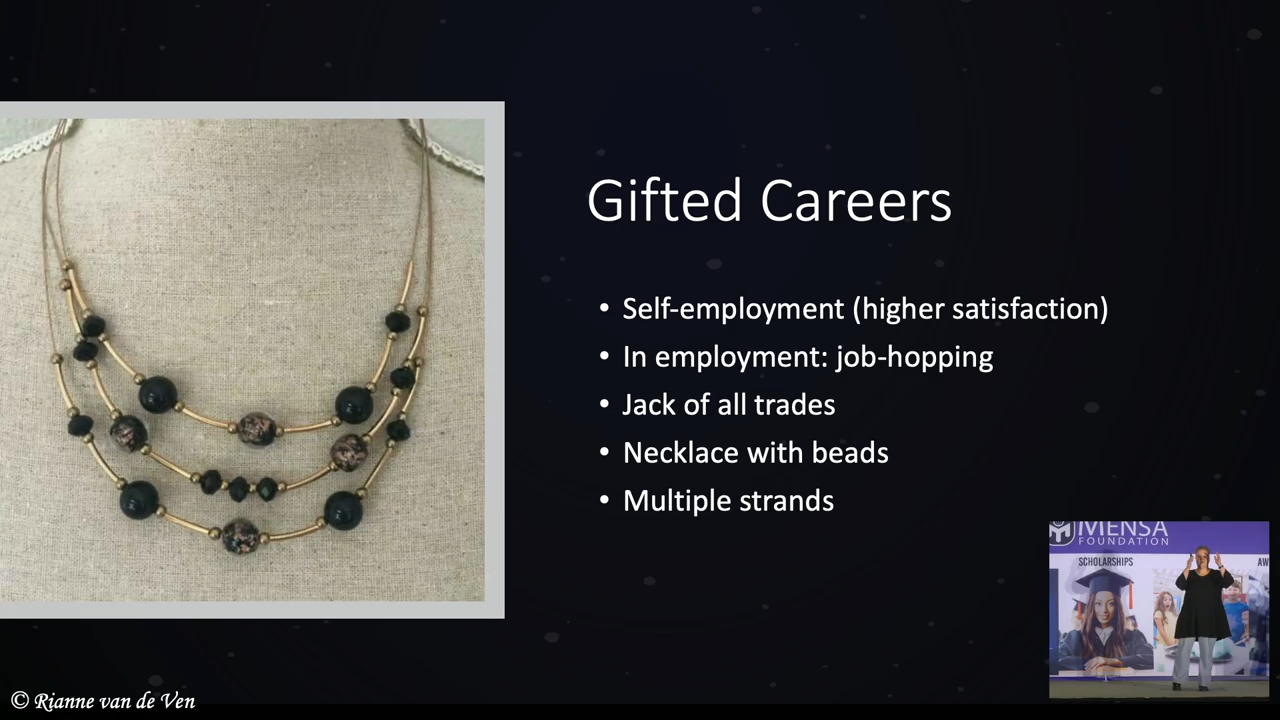 Gifted Careers
• Self-employment (higher satisfaction)
• In employment: job-hopping
• Jack of all trades
• Necklace with beads
• Multiple strands
MENSA
FOUNDATION
SCHOLARSHIPS
AW
© Rianne van de Ven